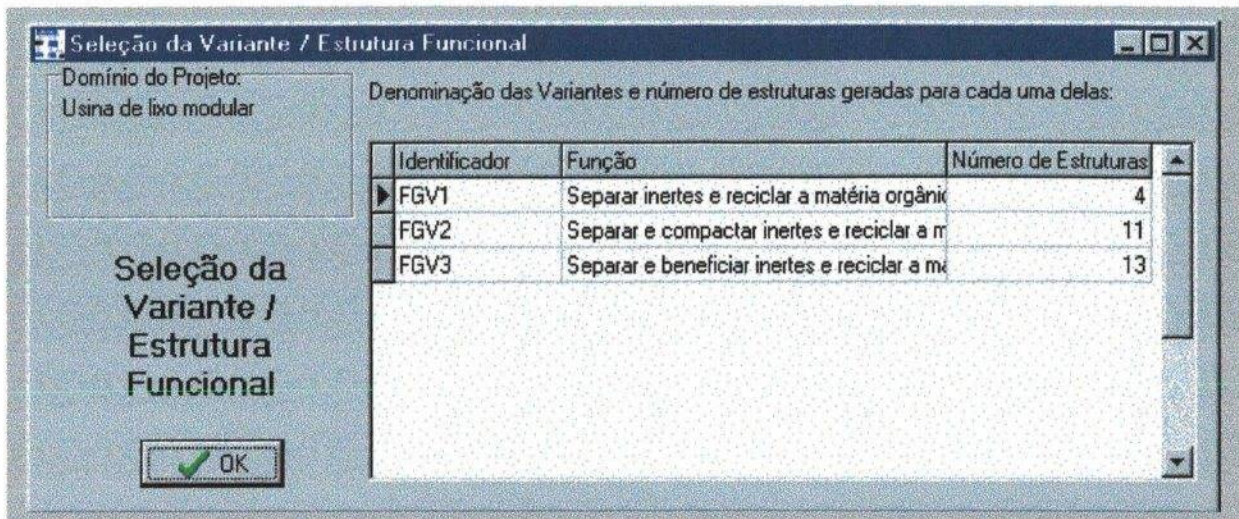 Seleção da Variante / Estrutura Funcional
Domínio do Projeto:
Usina de lixo modular
Denominação das Variantes e número de estruturas geradas para cada uma delas:
Identificador Função Número de Estruturas
FGV1 Separar inertes e reciclar a matéria orgânic 4
FGV2 Separar e compactar inertes e reciclar a m 11
FGV3 Separar e beneficiar inertes e reciclar a ma 13
Seleção da
Variante /
Estrutura
Funcional
OK